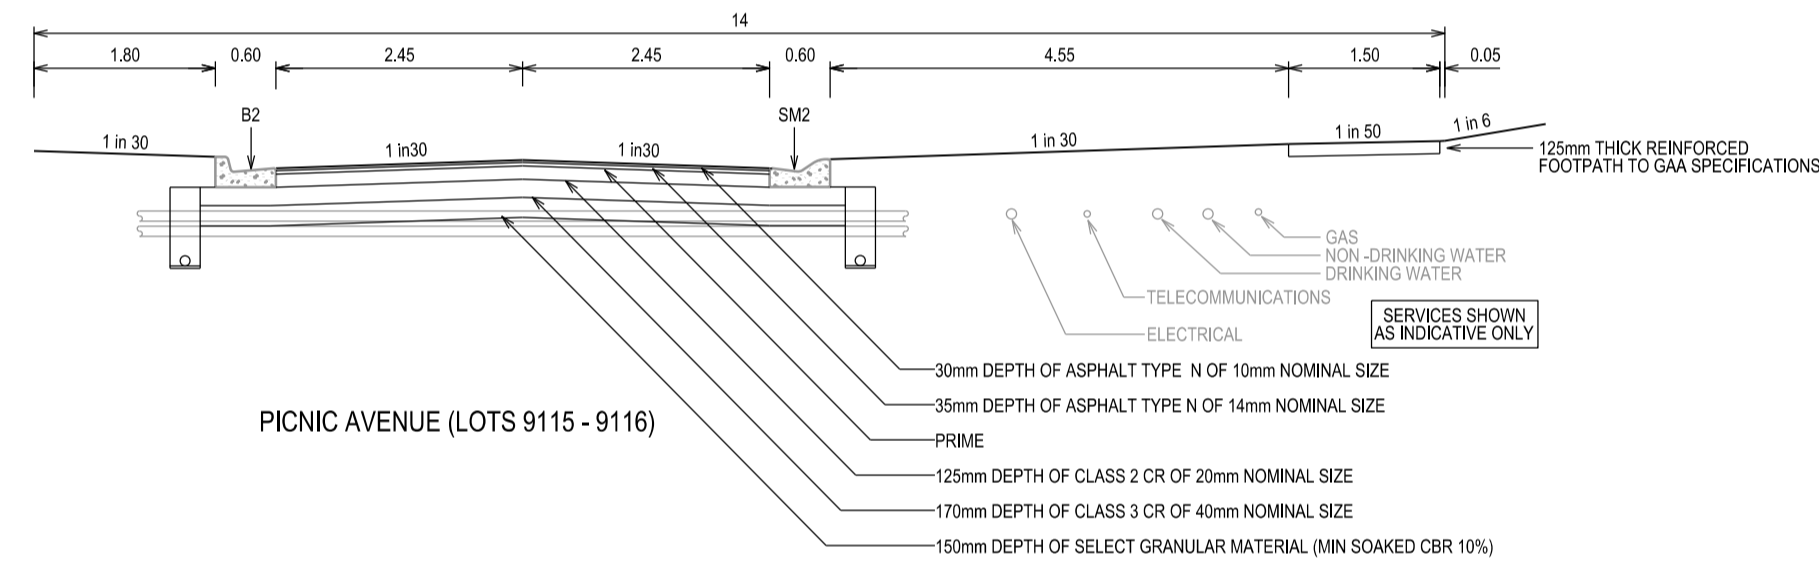 14
1.80 0.60 2.45 2.45 0.60 4.55 1.50 0.05
B2 SM2
1 in 30 1 in30 1 in30 1 in 30 1 in 50 1 in 6
125mm THICK REINFORCED
FOOTPATH TO GAA SPECIFICATIONS
GAS
NON -DRINKING WATER
DRINKING WATER
TELECOMMUNICATIONS
ELECTRICAL
SERVICES SHOWN
AS INDICATIVE ONLY
30mm DEPTH OF ASPHALT TYPE N OF 10mm NOMINAL SIZE
35mm DEPTH OF ASPHALT TYPE N OF 14mm NOMINAL SIZE
PICNIC AVENUE (LOTS 9115 - 9116)
PRIME
125mm DEPTH OF CLASS 2 CR OF 20mm NOMINAL SIZE
170mm DEPTH OF CLASS 3 CR OF 40mm NOMINAL SIZE
150mm DEPTH OF SELECT GRANULAR MATERIAL (MIN SOAKED CBR 10%)